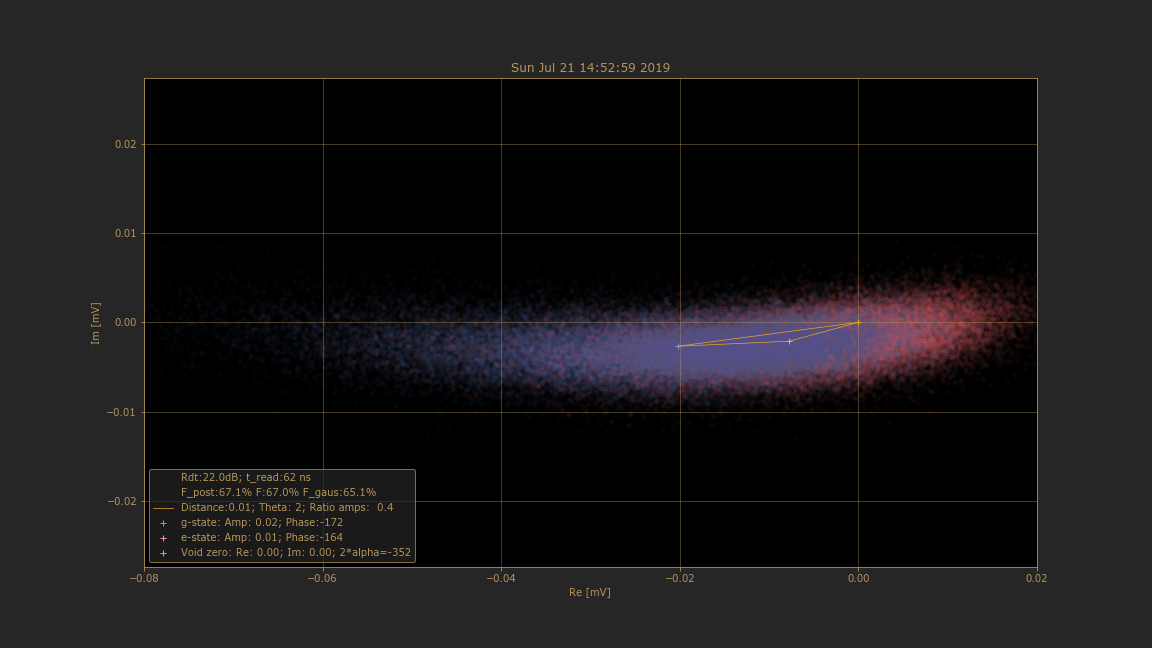 Sun Jul 21 14:52:59 2019
0.02
0.01
0.00
−0.01
−0.02
Im [mV]
Rdt:22.0dB; t_read:62 ns
F_post:67.1% F:67.0% F_gaus:65.1%
Distance:0.01; Theta: 2; Ratio amps:  0.4
g-state: Amp: 0.02; Phase:-172
e-state: Amp: 0.01; Phase:-164
Void zero: Re: 0.00; Im: 0.00; 2*alpha=-352
−0.08 −0.06 −0.04 −0.02 0.00 0.02
Re [mV]